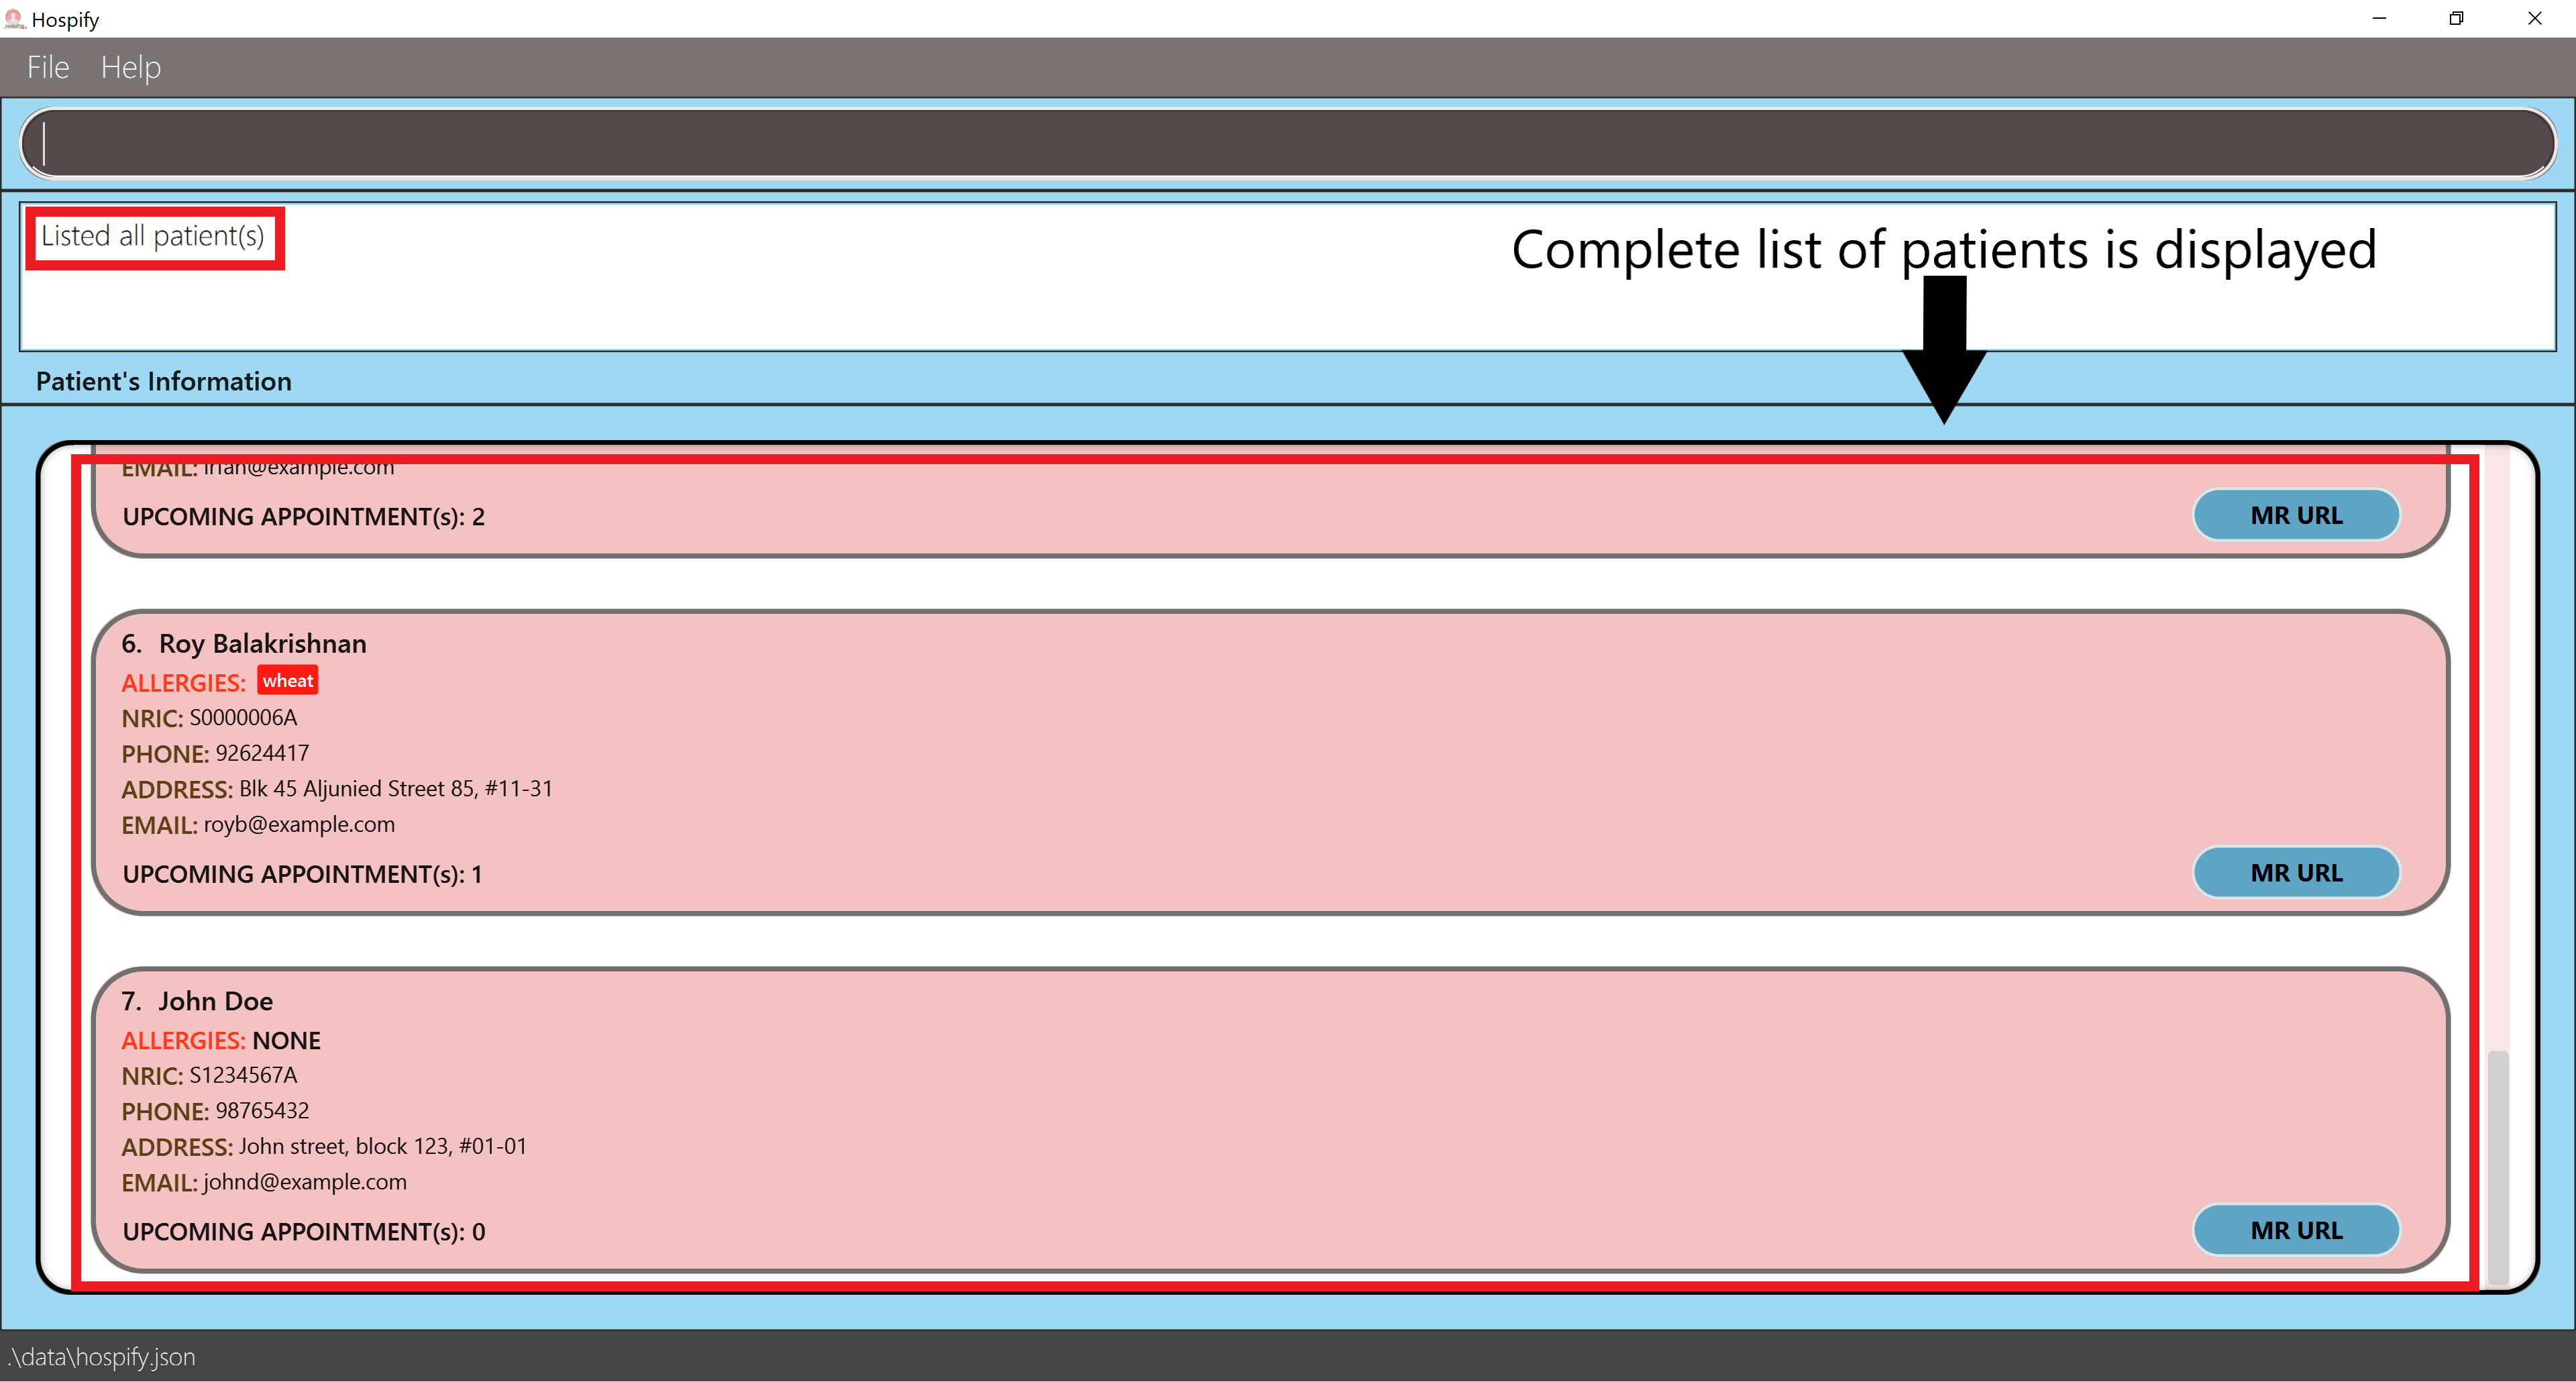 Hospify
File Help
Listed all patient(s)
Complete list of patients is displayed
Patient's Information
EMAIL: irfan@example.com
UPCOMING APPOINTMENT(s): 2
MR URL
6. Roy Balakrishnan
ALLERGIES: wheat
NRIC: S0000006A
PHONE: 92624417
ADDRESS: Blk 45 Aljunied Street 85, #11-31
EMAIL: royb@example.com
UPCOMING APPOINTMENT(s): 1
MR URL
7. John Doe
ALLERGIES: NONE
NRIC: S1234567A
PHONE: 98765432
ADDRESS: John street, block 123, #01-01
EMAIL: johnd@example.com
UPCOMING APPOINTMENT(s): 0
MR URL
.\data\hospify.json